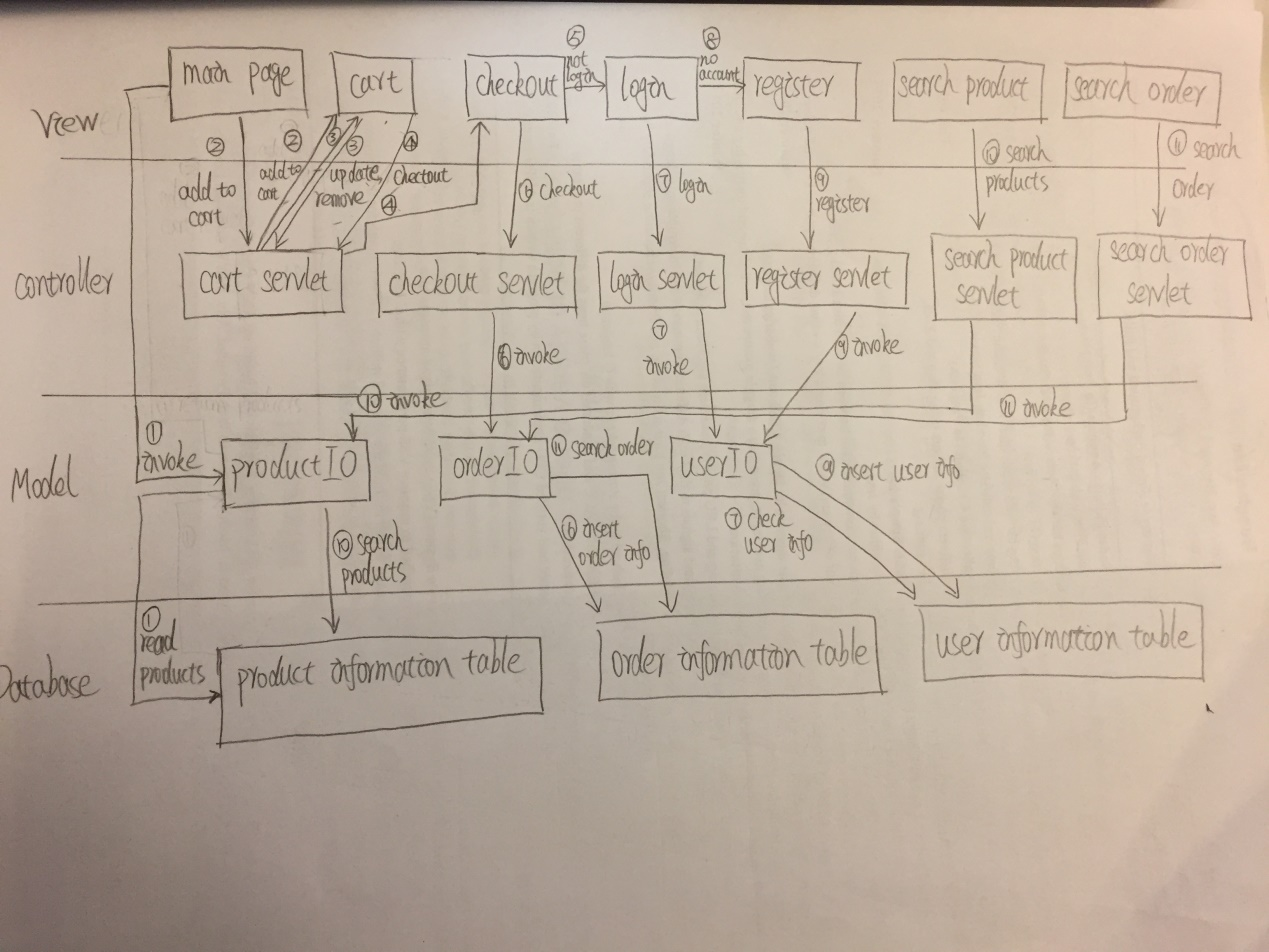 main page
cart
checkout
⑤
not
login
login
⑧
no
account
register
search product
search order
View
②
add to
cart
②
add to
cart
③
③
update,
remove
④
checkout
④
⑥ checkout
⑦ login
⑨
register
⑩ search
products
⑪ search
order
controller
cart servlet
checkout servlet
login servlet
register servlet
search product
servlet
search order
servlet
⑥ invoke
⑦
invoke
⑨ invoke
⑩ invoke
⑪ invoke
Model
①
invoke
productIO
orderIO
⑪ search order
userIO
⑨ insert user info
⑩ search
products
⑥ insert
order info
⑦ check
user info
Database
①
read
products
product information table
order information table
user information table